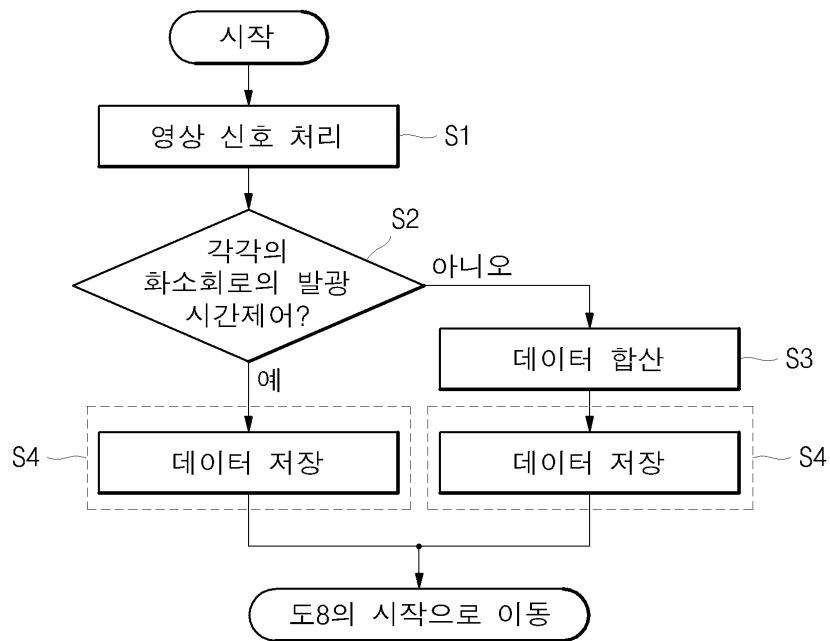 시작
영상 신호 처리
S1
S2
각각의
화소회로의 발광
시간제어?
아니오
예
데이터 합산
S3
S4
데이터 저장
데이터 저장
S4
도8의 시작으로 이동